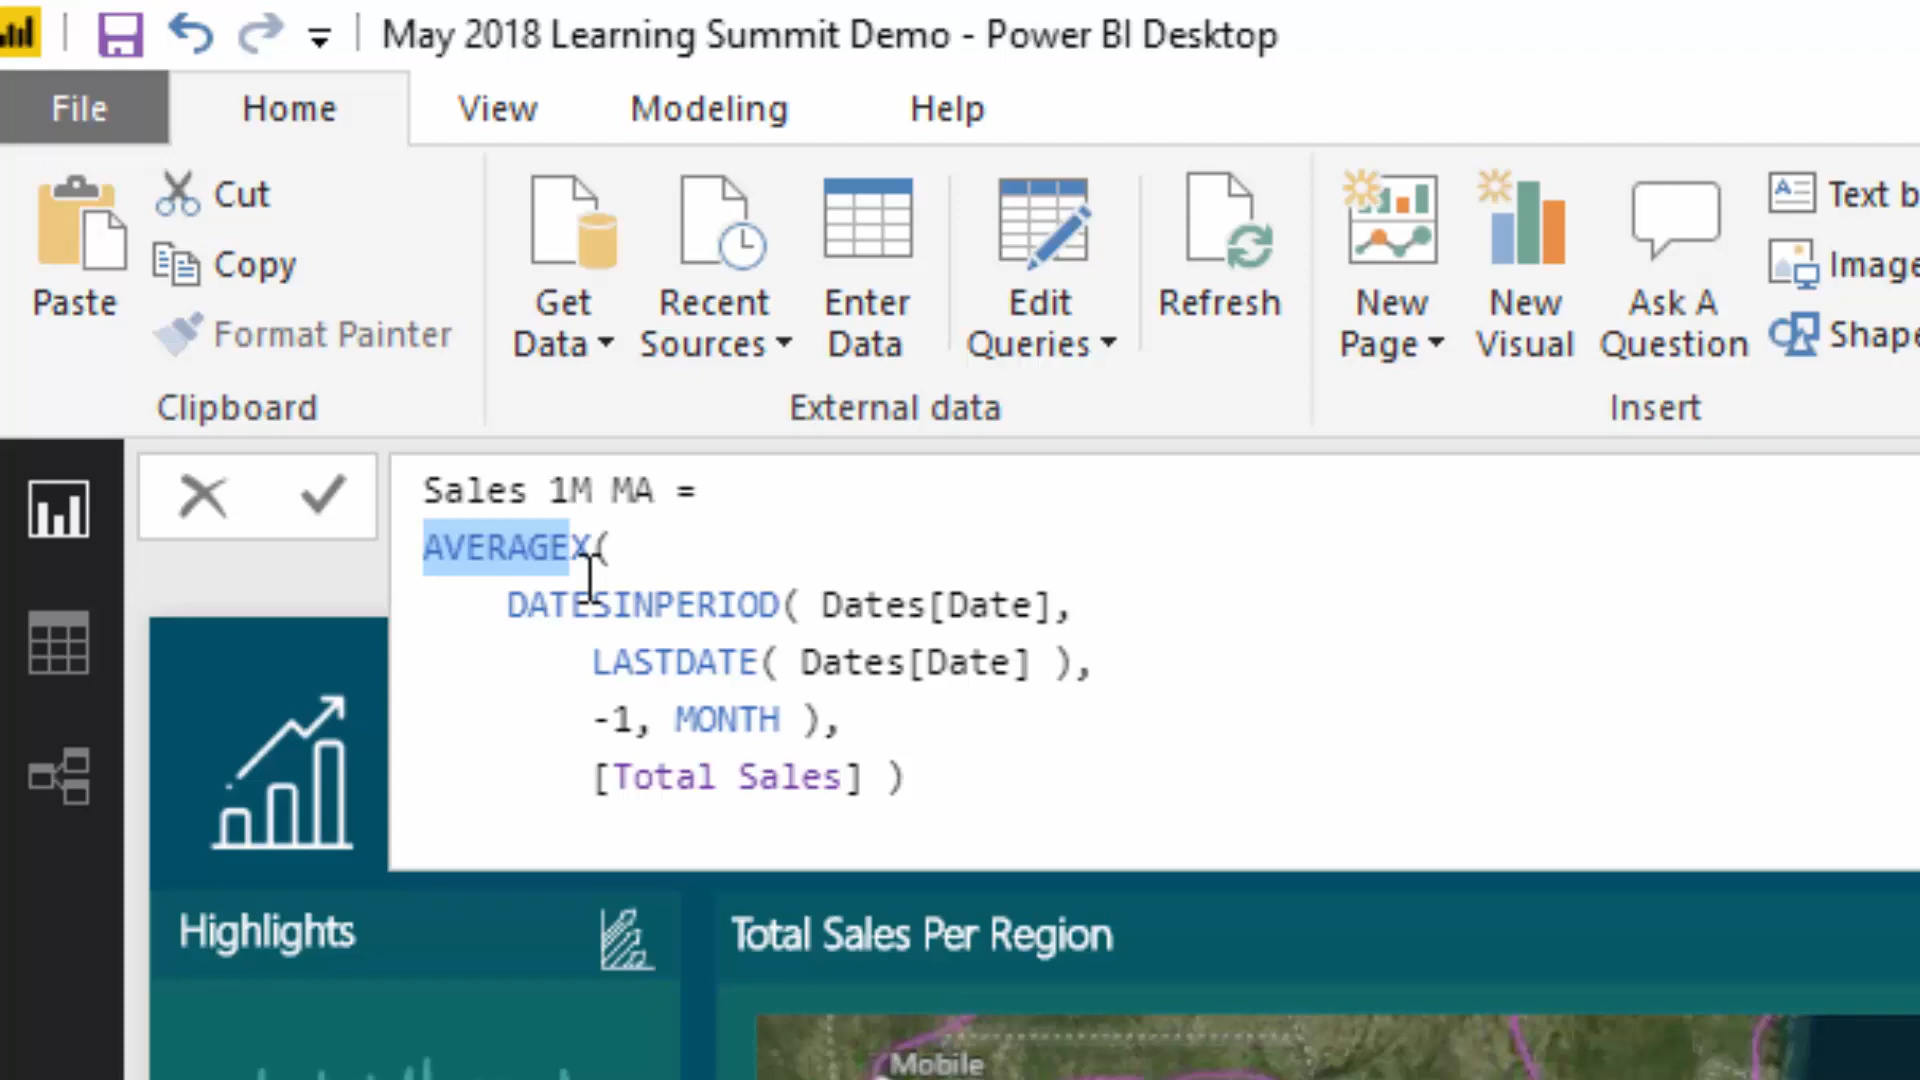 May 2018 Learning Summit Demo - Power BI Desktop
File Home View Modeling Help
Paste
Cut
Copy
Format Painter
Clipboard
Get Data
Recent Sources
Enter Data
Edit Queries
Refresh
External data
New Page
New Visual
Ask A Question
Text b
Image
Shape
Insert
Sales 1M MA =
AVERAGEX(
DATESINPERIOD( Dates[Date],
LASTDATE( Dates[Date] ),
-1, MONTH ),
[Total Sales] )
Highlights
Total Sales Per Region
Mobile